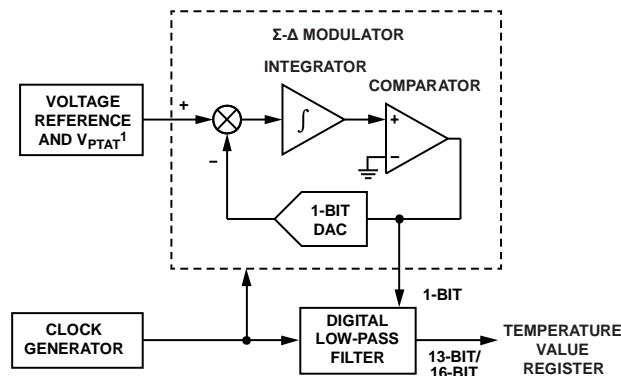 Σ-Δ MODULATOR
INTEGRATOR
COMPARATOR
VOLTAGE
REFERENCE
AND VPTAT1
+
−
∫
+
−
1-BIT
DAC
1-BIT
CLOCK
GENERATOR
DIGITAL
LOW-PASS
FILTER
13-BIT/
16-BIT
TEMPERATURE
VALUE
REGISTER